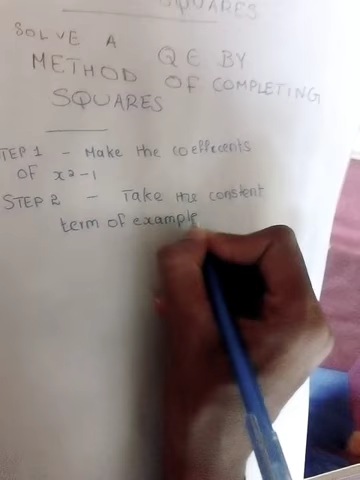 SQUARES
SOLVE A QE BY
METHOD OF COMPLETING
SQUARES
TEP 1 - Make the coefficents
OF x² - 1
STEP 2 - Take the constent
term of example